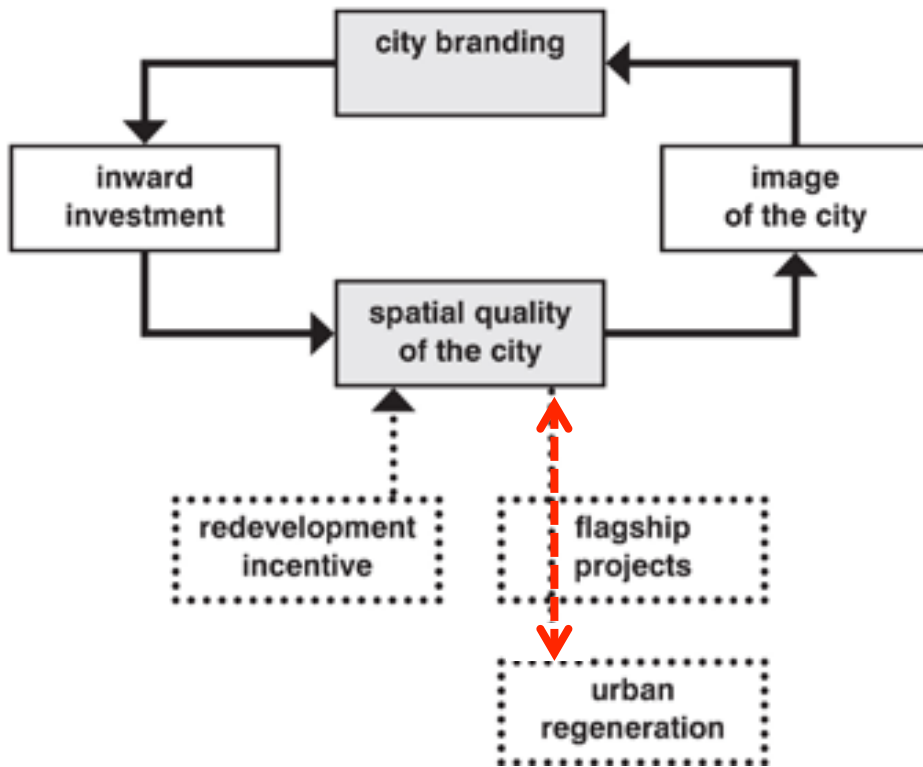 city branding
inward
investment
image
of the city
spatial quality
of the city
redevelopment
incentive
flagship
projects
urban
regeneration